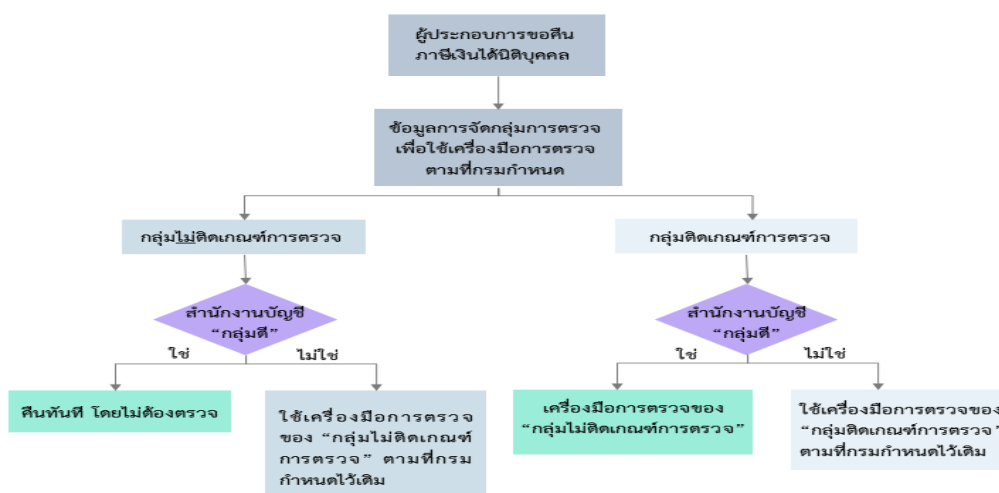 ผู้ประกอบการขอคืน
ภาษีเงินได้นิติบุคคล
ข้อมูลการจัดกลุ่มการตรวจ
เพื่อใช้เครื่องมือการตรวจ
ตามที่กรมกำหนด
กลุ่มไม่ติดเกณฑ์การตรวจ
กลุ่มติดเกณฑ์การตรวจ
สำนักงานบัญชี
“กลุ่มดี”
สำนักงานบัญชี
“กลุ่มดี”
ใช่
ไม่ใช่
ใช่
ไม่ใช่
คืนทันที โดยไม่ต้องตรวจ
ใช้เครื่องมือการตรวจ
ของ “กลุ่มไม่ติดเกณฑ์
การตรวจ” ตามที่กรม
กำหนดไว้เดิม
เครื่องมือการตรวจของ
“กลุ่มไม่ติดเกณฑ์การตรวจ”
ใช้เครื่องมือการตรวจของ
“กลุ่มติดเกณฑ์การตรวจ”
ตามที่กรมกำหนดไว้เดิม